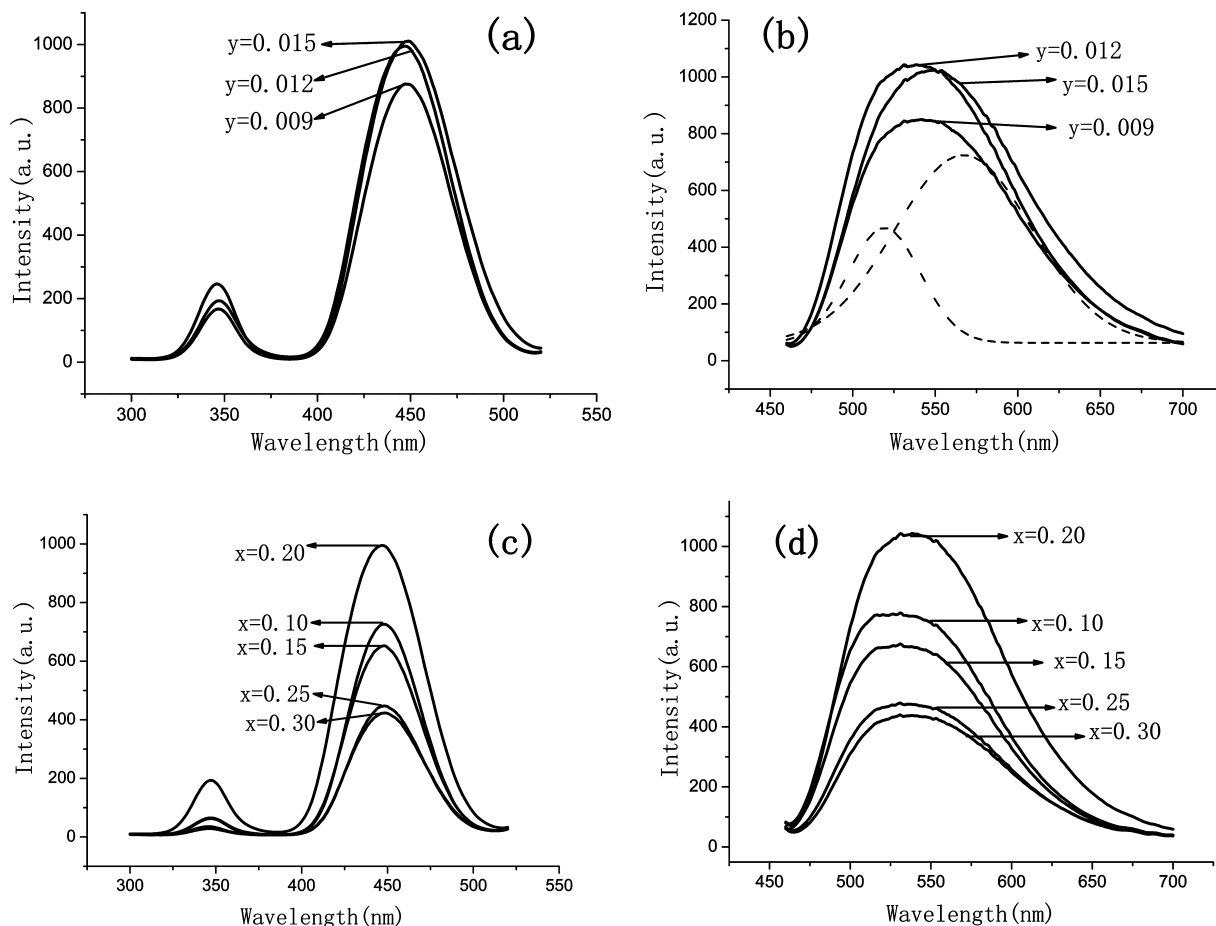 (a)
y=0.015
y=0.012
y=0.009
Intensity(a.u.)
1000
800
600
400
200
0
300 350 400 450 500 550
Wavelength(nm)
(b)
y=0.012
y=0.015
y=0.009
Intensity(a.u.)
1200
1000
800
600
400
200
0
450 500 550 600 650 700
Wavelength(nm)
(c)
x=0.20
x=0.10
x=0.15
x=0.25
x=0.30
Intensity(a.u.)
1000
800
600
400
200
0
300 350 400 450 500 550
Wavelength(nm)
(d)
x=0.20
x=0.10
x=0.15
x=0.25
x=0.30
Intensity(a.u.)
1000
800
600
400
200
0
450 500 550 600 650 700
Wavelength(nm)